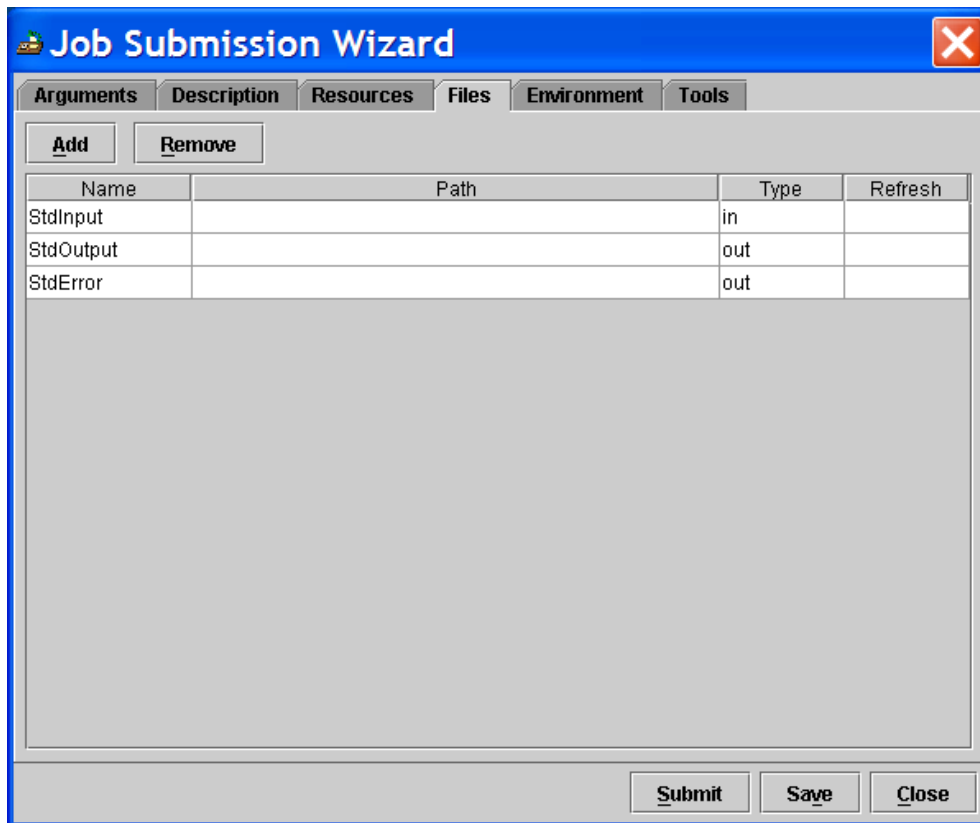 Job Submission Wizard
Arguments Description Resources Files Environment Tools
Add Remove
Name Path Type Refresh
StdInput in
StdOutput out
StdError out
Submit Save Close